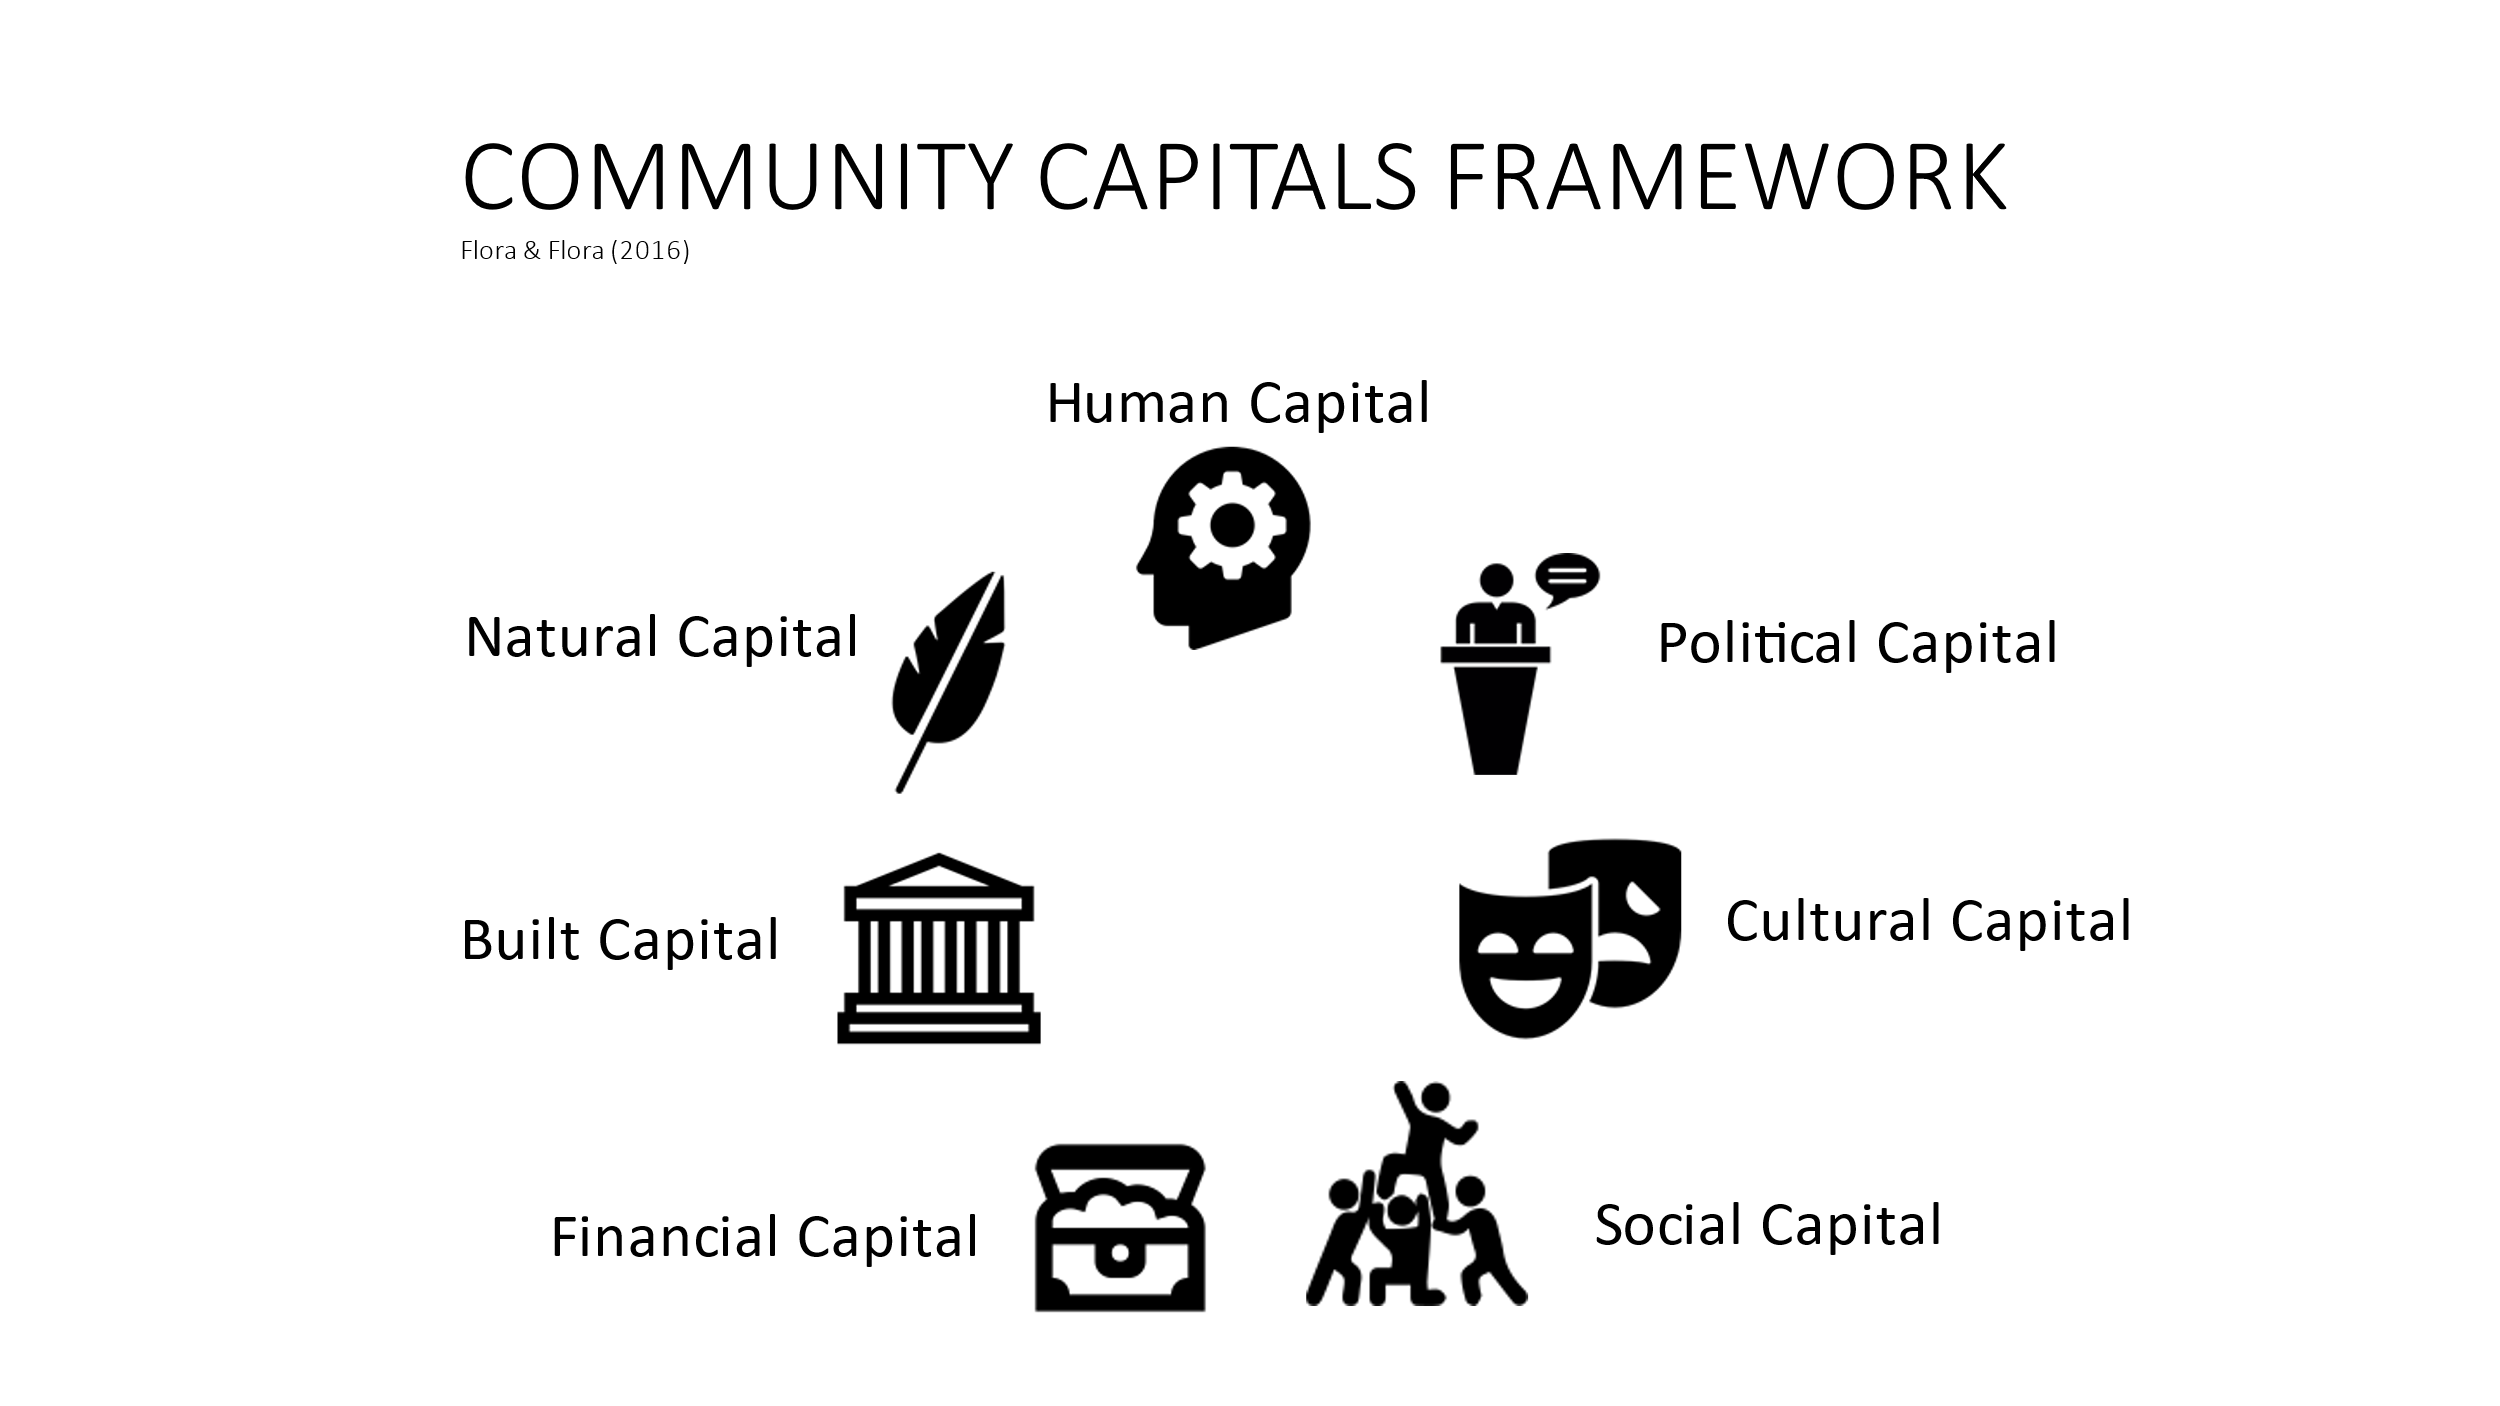 COMMUNITY CAPITALS FRAMEWORK
Flora & Flora (2016)
Human Capital
Natural Capital
Political Capital
Built Capital
Cultural Capital
Financial Capital
Social Capital